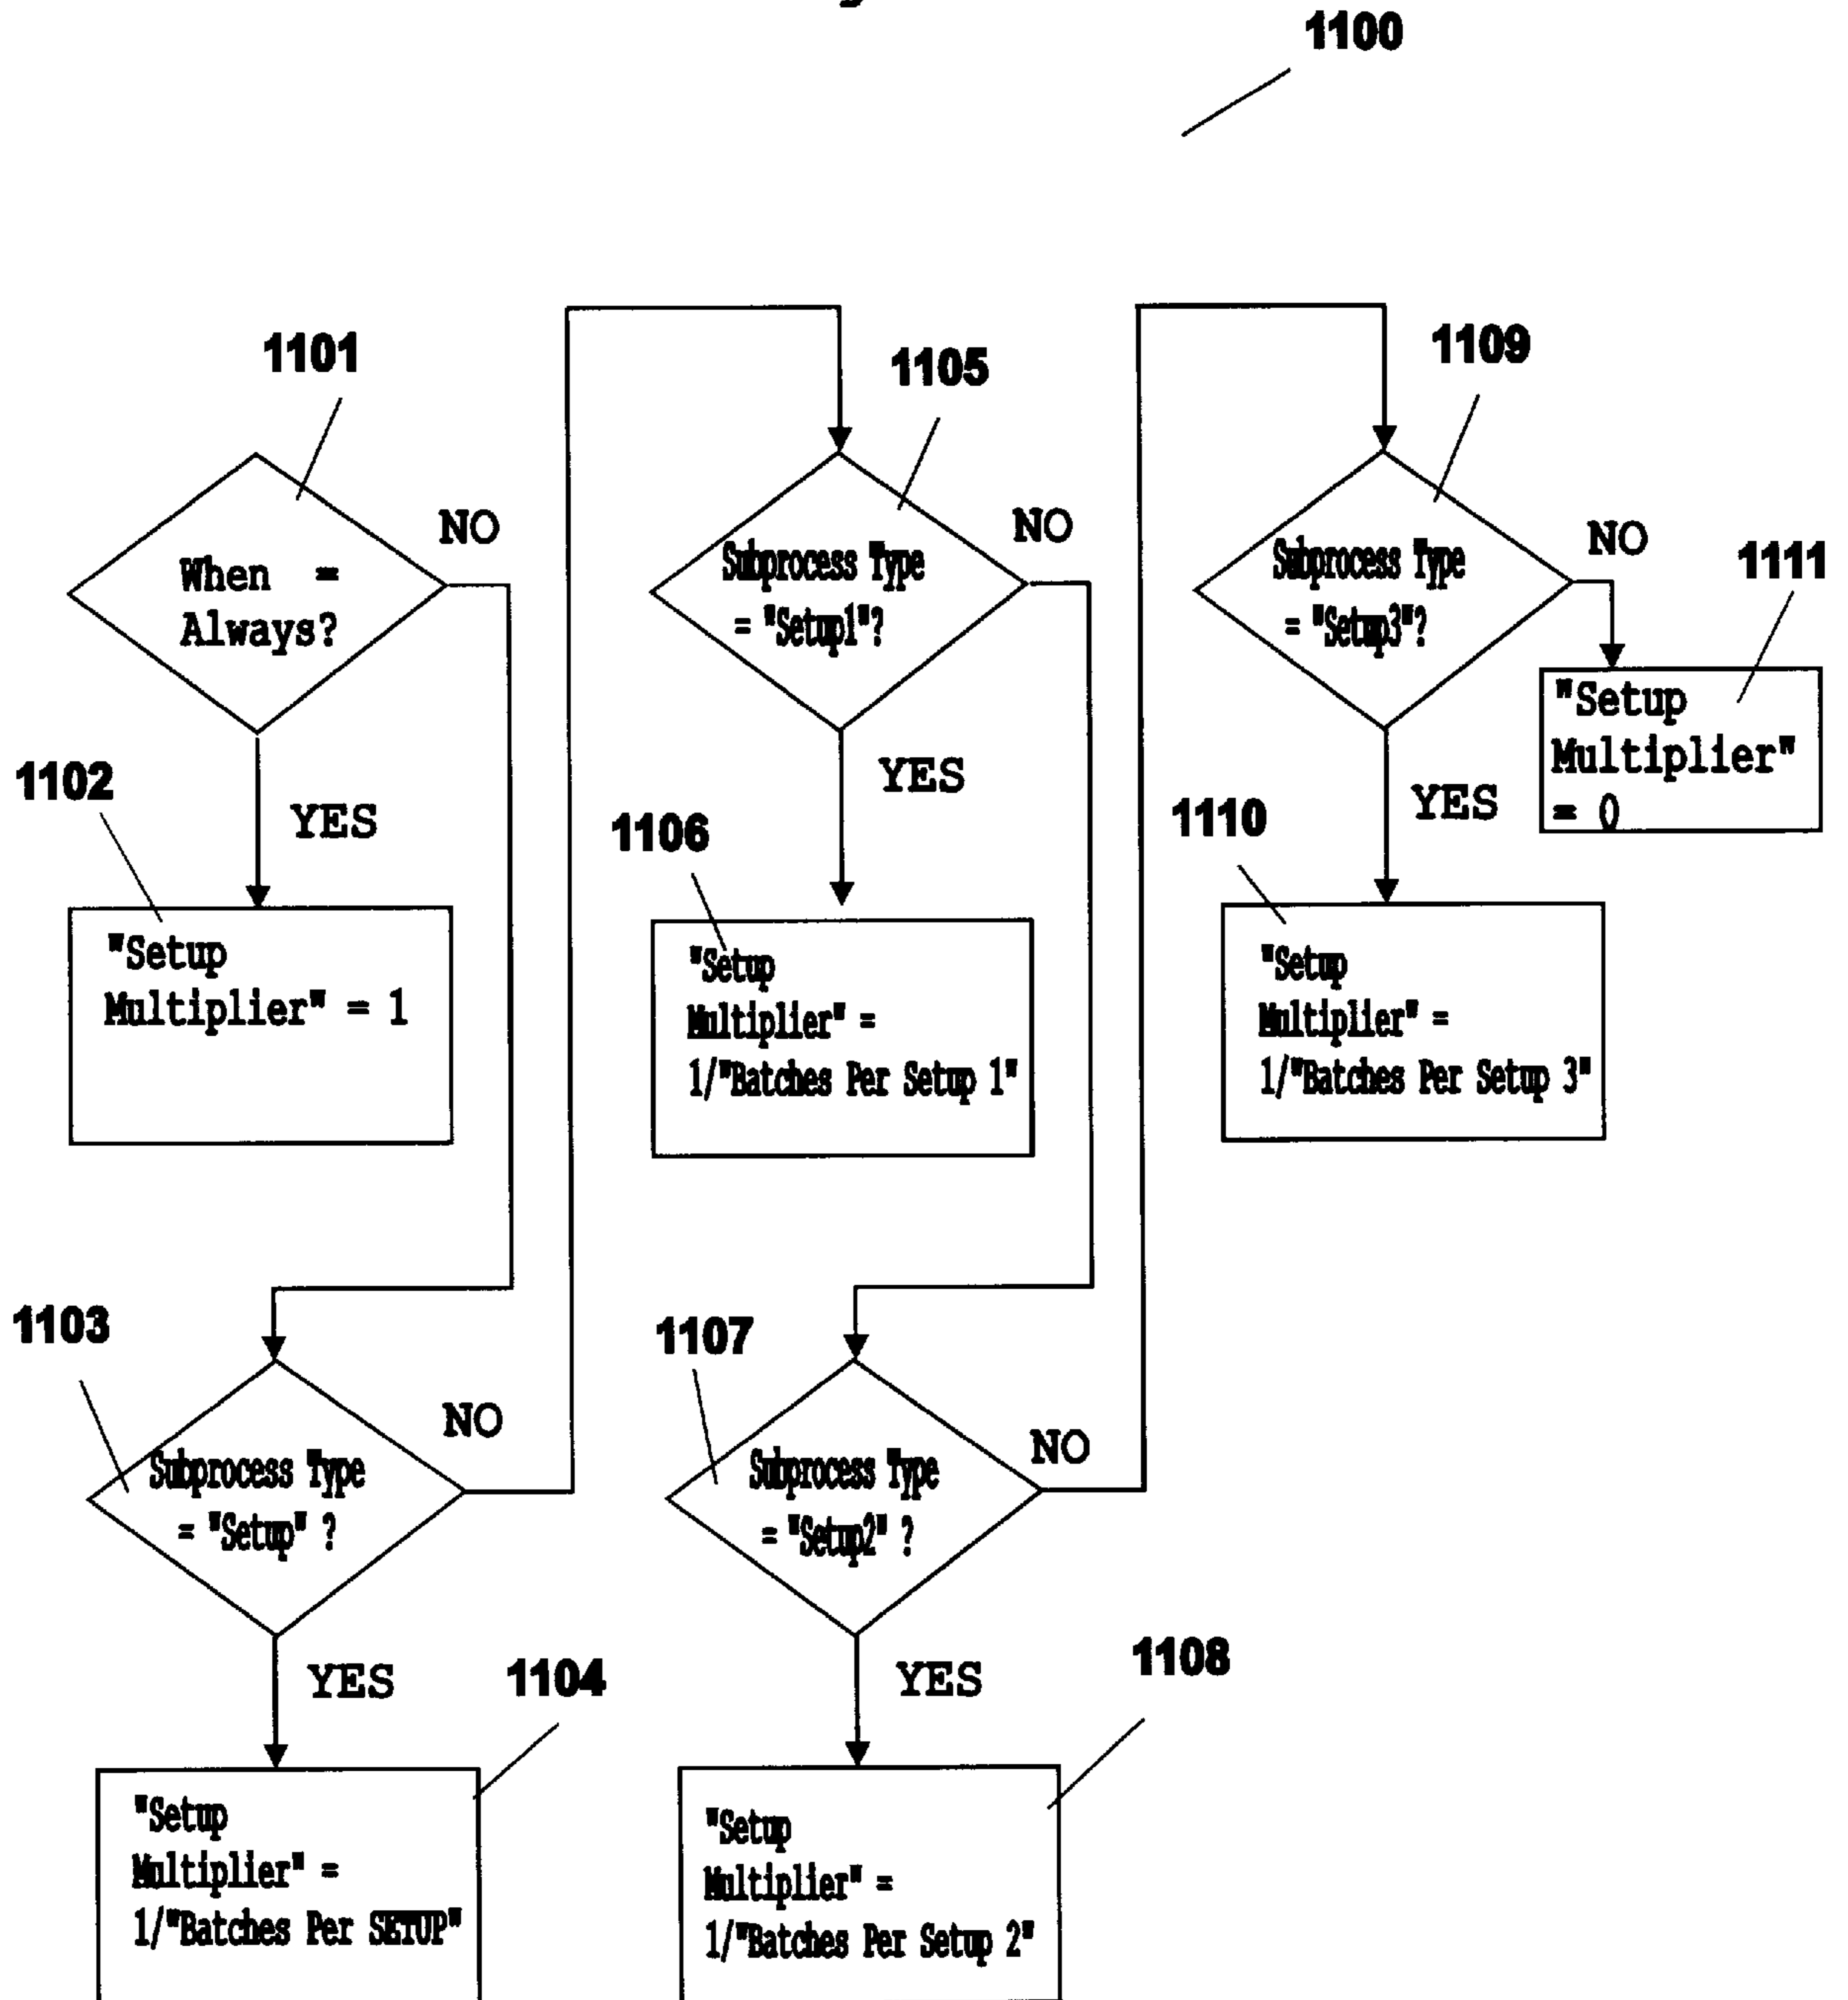 1100
1101
When =
Always?
NO
YES
1102
"Setup
Multiplier" = 1
1103
Subprocess Type
= "Setup" ?
NO
YES
1104
"Setup
Multiplier" =
1/"Batches Per SETUP"
1105
Subprocess Type
= "Setup1"?
NO
YES
1106
"Setup
Multiplier" =
1/"Batches Per Setup 1"
1107
Subprocess Type
= "Setup2" ?
NO
YES
1108
"Setup
Multiplier" =
1/"Batches Per Setup 2"
1109
Subprocess Type
= "Setup3"?
NO
YES
1110
"Setup
Multiplier" =
1/"Batches Per Setup 3"
1111
"Setup
Multiplier"
= 0